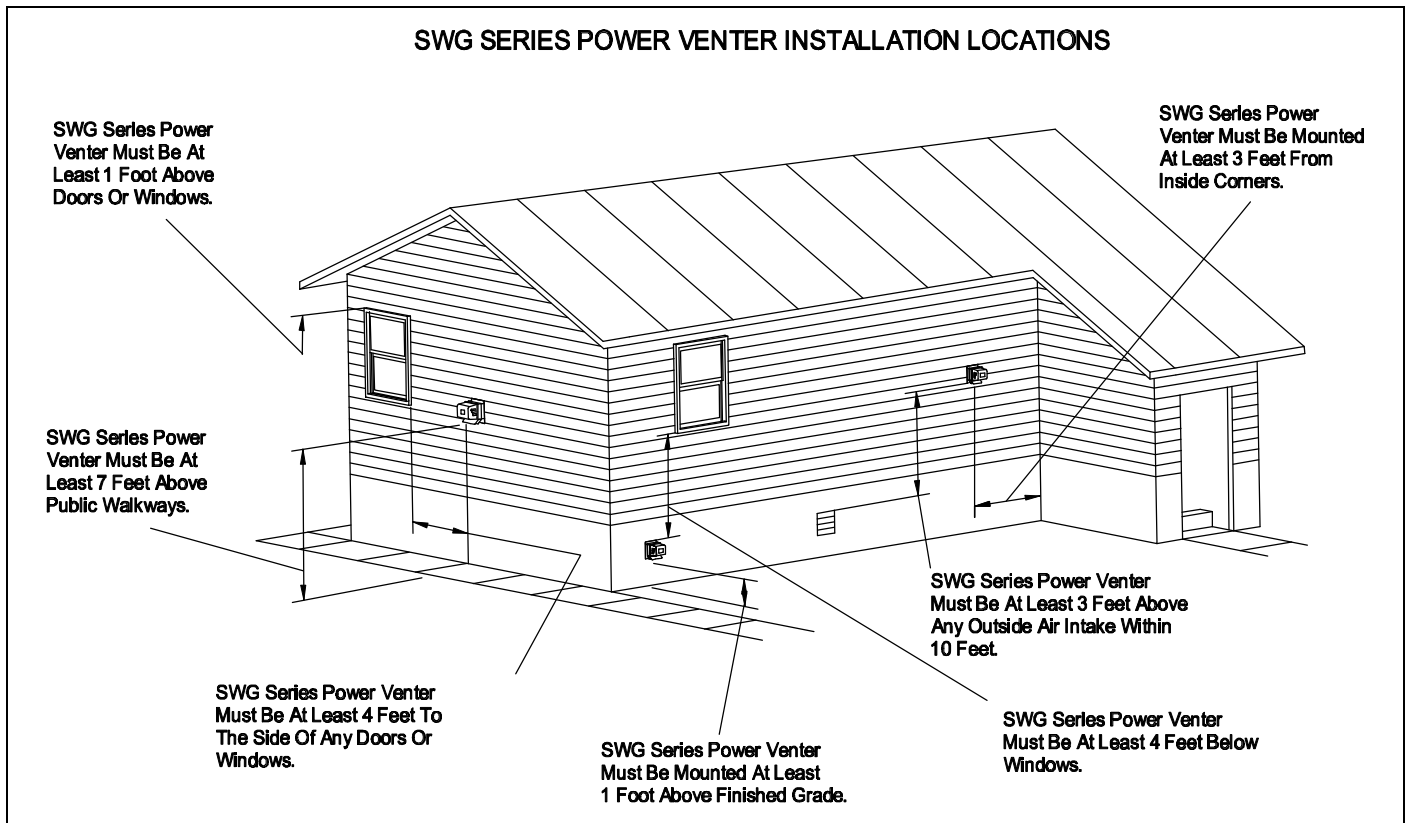 SWG SERIES POWER VENTER INSTALLATION LOCATIONS
SWG Series Power
Venter Must Be At
Least 1 Foot Above
Doors Or Windows.
SWG Series Power
Venter Must Be Mounted
At Least 3 Feet From
Inside Corners.
SWG Series Power
Venter Must Be At
Least 7 Feet Above
Public Walkways.
SWG Series Power Venter
Must Be At Least 3 Feet Above
Any Outside Air Intake Within
10 Feet.
SWG Series Power Venter
Must Be At Least 4 Feet To
The Side Of Any Doors Or
Windows.
SWG Series Power Venter
Must Be Mounted At Least
1 Foot Above Finished Grade.
SWG Series Power Venter
Must Be At Least 4 Feet Below
Windows.